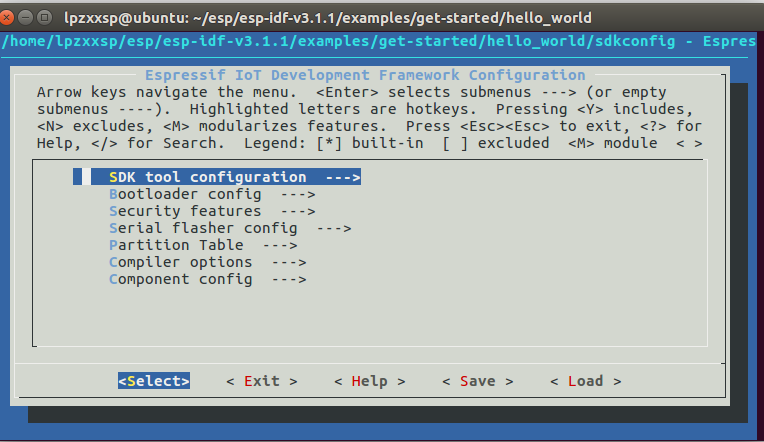 lpzxxsp@ubuntu: ~/esp/esp-idf-v3.1.1/examples/get-started/hello_world
/home/lpzxxsp/esp/esp-idf-v3.1.1/examples/get-started/hello_world/sdkconfig - Espres
Espressif IoT Development Framework Configuration
Arrow keys navigate the menu.  <Enter> selects submenus ---> (or empty
submenus ----).  Highlighted letters are hotkeys.  Pressing <Y> includes,
<N> excludes, <M> modularizes features.  Press <Esc><Esc> to exit, <?> for
Help, </> for Search.  Legend: [*] built-in  [ ] excluded  <M> module  < >
SDK tool configuration  --->
Bootloader config  --->
Security features  --->
Serial flasher config  --->
Partition Table  --->
Compiler options  --->
Component config  --->
<Select>    < Exit >    < Help >    < Save >    < Load >